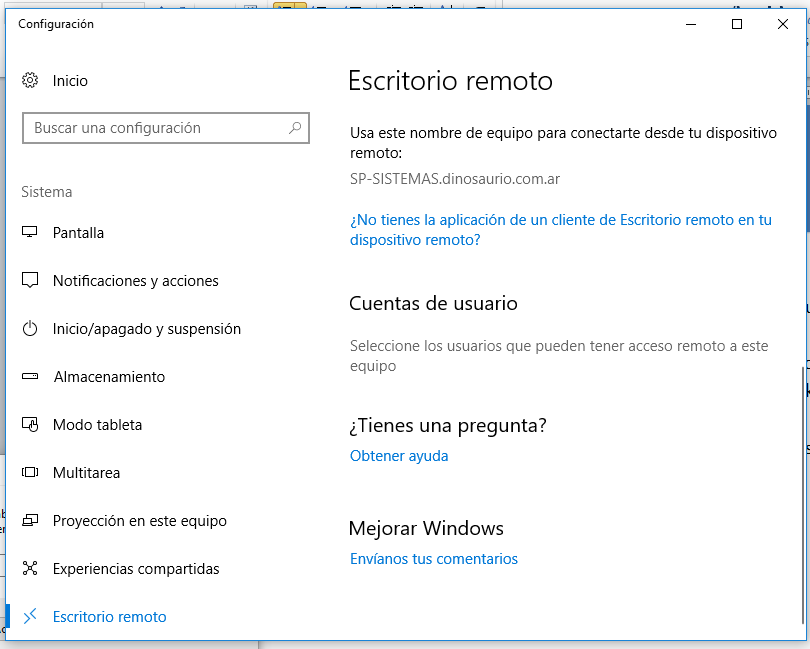 Configuración
Inicio
Buscar una configuración
Sistema
Pantalla
Notificaciones y acciones
Inicio/apagado y suspensión
Almacenamiento
Modo tableta
Multitarea
Proyección en este equipo
Experiencias compartidas
Escritorio remoto
Escritorio remoto
Usa este nombre de equipo para conectarte desde tu dispositivo
remoto:
SP-SISTEMAS.dinosaurio.com.ar
¿No tienes la aplicación de un cliente de Escritorio remoto en tu
dispositivo remoto?
Cuentas de usuario
Seleccione los usuarios que pueden tener acceso remoto a este
equipo
¿Tienes una pregunta?
Obtener ayuda
Mejorar Windows
Envíanos tus comentarios